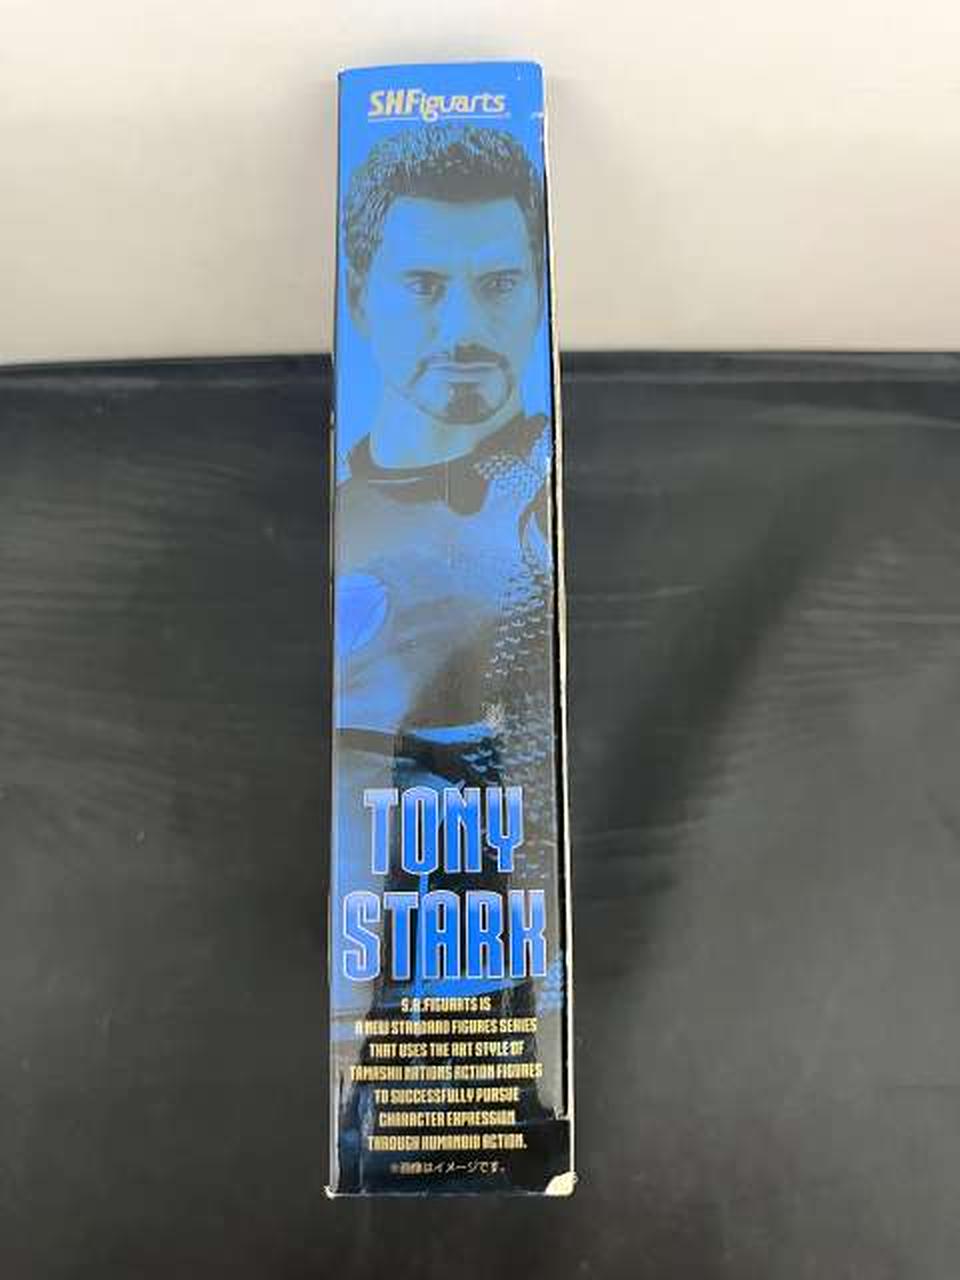 S.H.Figuarts
TONY
STARK
S.H.FIGUARTS IS
A NEW STANDARD FIGURES SERIES
THAT USES THE ART STYLE OF
TAMASHII NATIONS ACTION FIGURES
TO SUCCESSFULLY PURSUE
CHARACTER EXPRESSION
THROUGH HUMANOID ACTION.
※画像はイメージです。